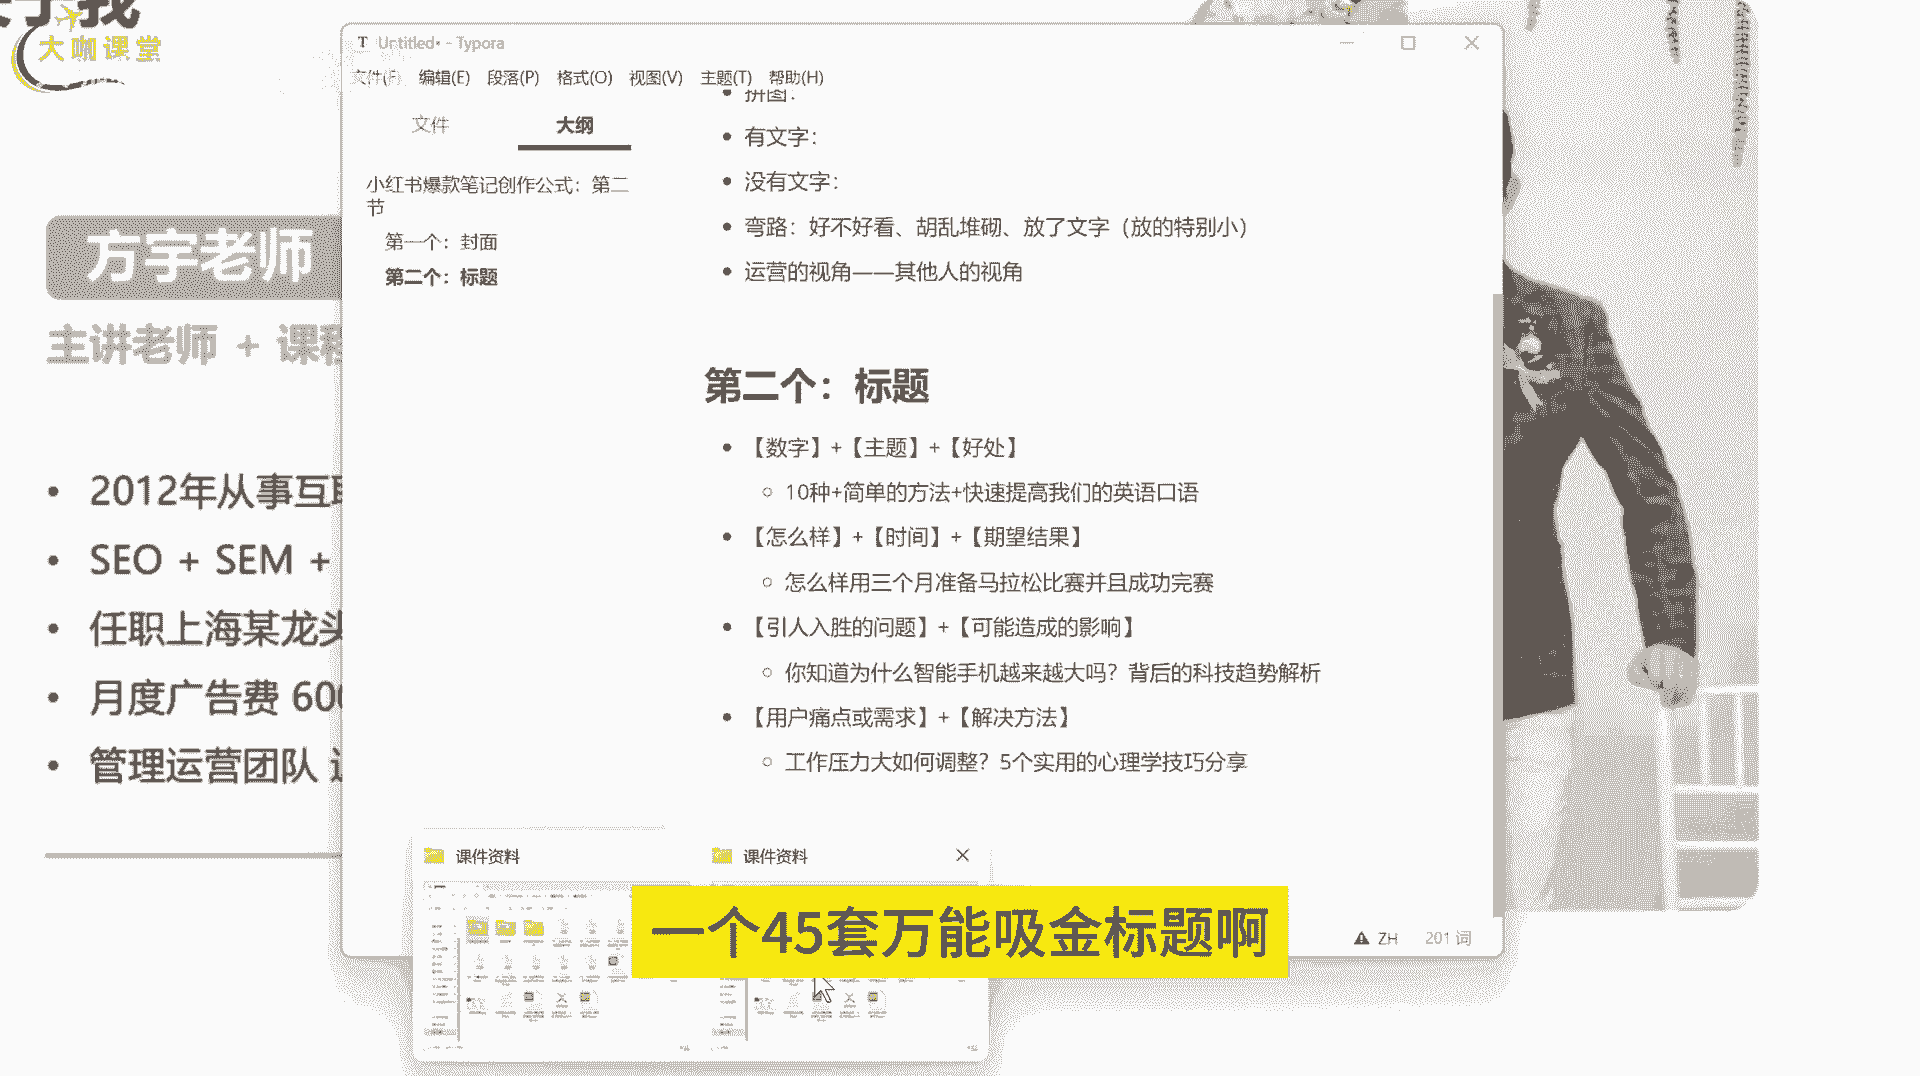 大咖课堂
方宇老师
主讲老师 + 课程
2012年从事互联
SEO + SEM +
任职上海某龙头
月度广告费 600
管理运营团队
Untitled• - Typora
文件(F) 编辑(E) 段落(P) 格式(O) 视图(V) 主题(T) 帮助(H)
文件 大纲
小红书爆款笔记创作公式：第二
节
第一个：封面
第二个：标题
拼图：
有文字：
没有文字：
弯路：好不好看、胡乱堆砌、放了文字（放的特别小）
运营的视角——其他人的视角
第二个：标题
【数字】+【主题】+【好处】
10种+简单的方法+快速提高我们的英语口语
【怎么样】+【时间】+【期望结果】
怎么样用三个月准备马拉松比赛并且成功完赛
【引人入胜的问题】+【可能造成的影响】
你知道为什么智能手机越来越大吗？背后的科技趋势解析
【用户痛点或需求】+【解决方法】
工作压力大如何调整？5个实用的心理学技巧分享
课件资料 课件资料
一个45套万能吸金标题啊
ZH 201 词